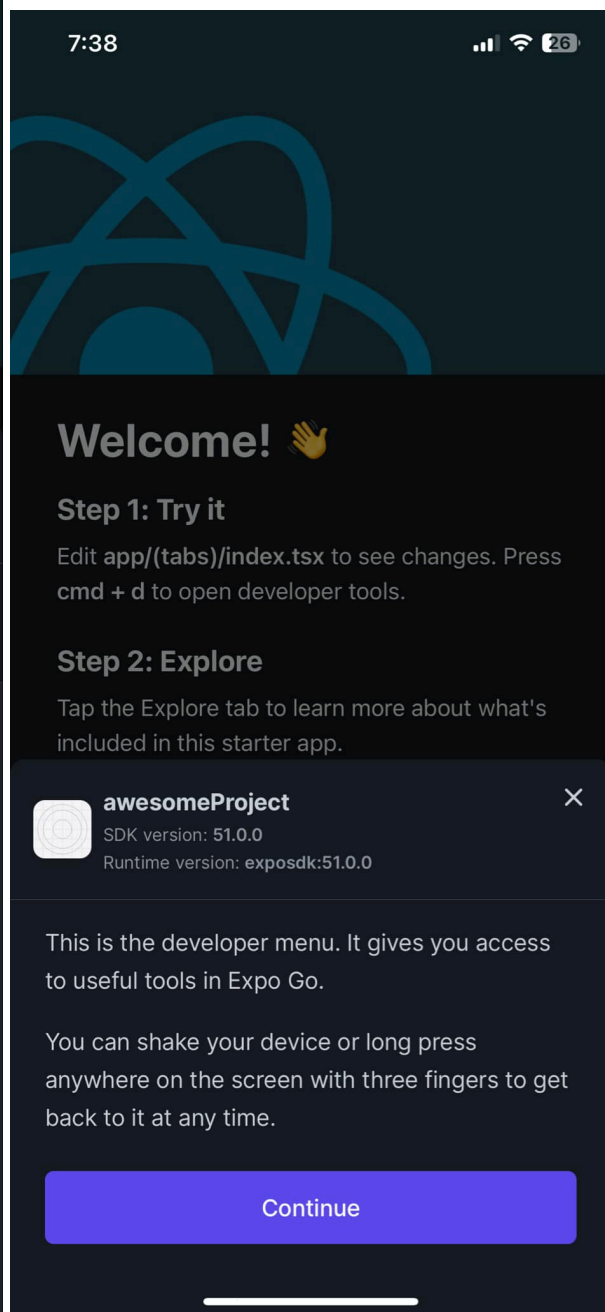 7:38
26
Welcome! 👋
Step 1: Try it
Edit app/(tabs)/index.tsx to see changes. Press
cmd + d to open developer tools.
Step 2: Explore
Tap the Explore tab to learn more about what's
included in this starter app.
awesomeProject
SDK version: 51.0.0
Runtime version: exposdk:51.0.0
This is the developer menu. It gives you access
to useful tools in Expo Go.
You can shake your device or long press
anywhere on the screen with three fingers to get
back to it at any time.
Continue